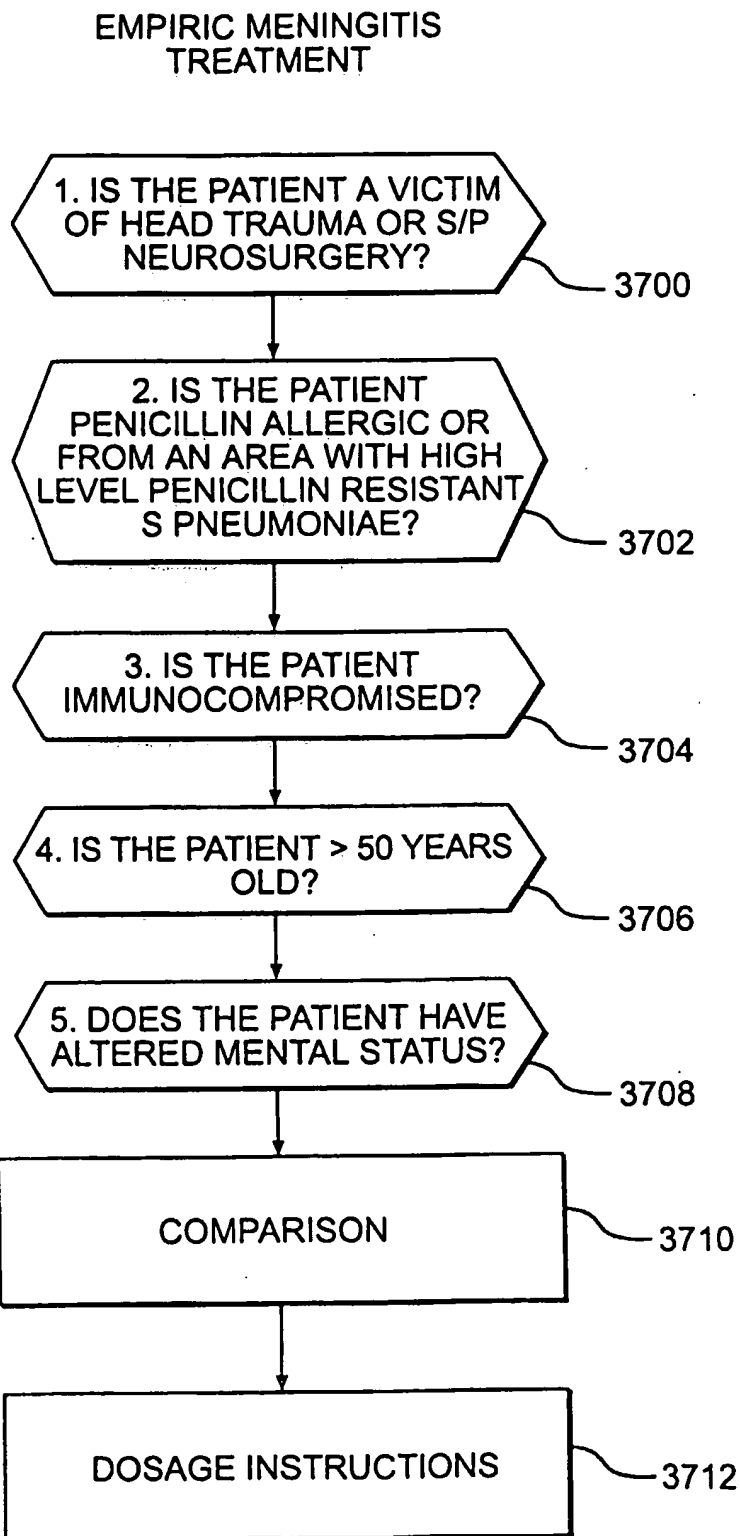 EMPIRIC MENINGITIS
TREATMENT
1. IS THE PATIENT A VICTIM
OF HEAD TRAUMA OR S/P
NEUROSURGERY?
3700
2. IS THE PATIENT
PENICILLIN ALLERGIC OR
FROM AN AREA WITH HIGH
LEVEL PENICILLIN RESISTANT
S PNEUMONIAE?
3702
3. IS THE PATIENT
IMMUNOCOMPROMISED?
3704
4. IS THE PATIENT > 50 YEARS
OLD?
3706
5. DOES THE PATIENT HAVE
ALTERED MENTAL STATUS?
3708
COMPARISON
3710
DOSAGE INSTRUCTIONS
3712